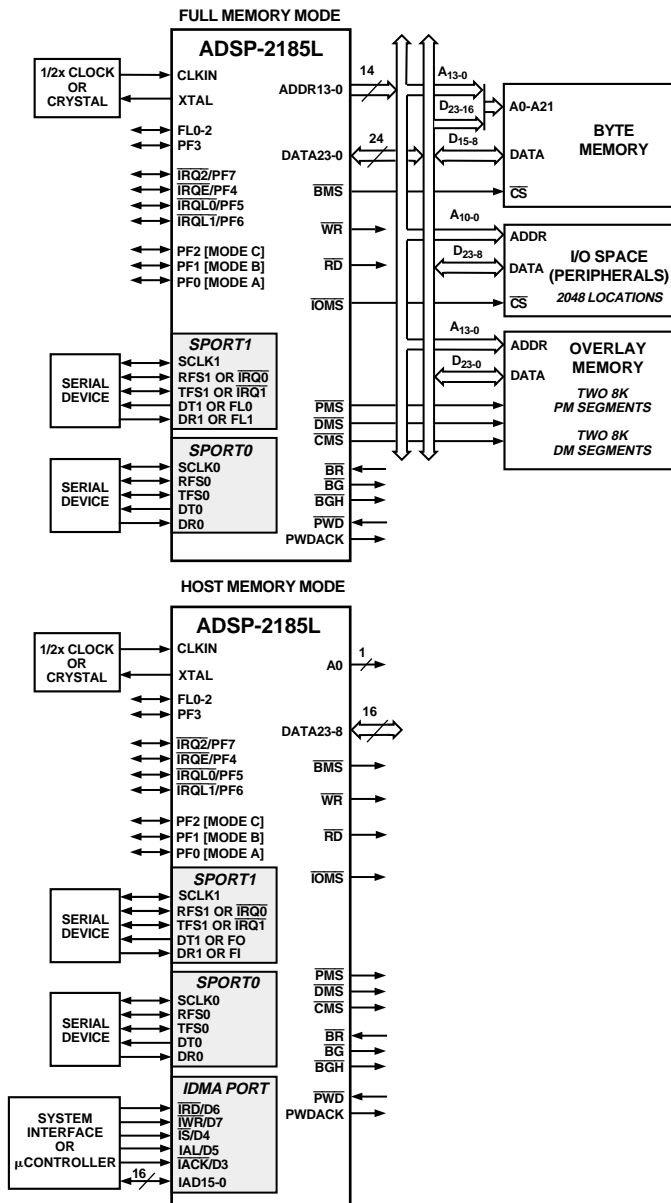 FULL MEMORY MODE
ADSP-2185L
1/2x CLOCK
OR
CRYSTAL
CLKIN
XTAL
FL0-2
PF3
IRQ2/PF7
IRQE/PF4
IRQL0/PF5
IRQL1/PF6
PF2 [MODE C]
PF1 [MODE B]
PF0 [MODE A]
SPORT1
SCLK1
RFS1 OR IRQ0
TFS1 OR IRQ1
DT1 OR FL0
DR1 OR FL1
SERIAL
DEVICE
SPORT0
SCLK0
RFS0
TFS0
DT0
DR0
SERIAL
DEVICE
14
ADDR13-0
24
DATA23-0
BMS
WR
RD
IOMS
PMS
DMS
CMS
BR
BG
BGH
PWD
PWDACK
A13-0
D23-16
D15-8
A0-A21
DATA
CS
BYTE
MEMORY
A10-0
D23-8
ADDR
DATA
CS
I/O SPACE
(PERIPHERALS)
2048 LOCATIONS
A13-0
D23-0
ADDR
DATA
OVERLAY
MEMORY
TWO 8K
PM SEGMENTS
TWO 8K
DM SEGMENTS
HOST MEMORY MODE
ADSP-2185L
1/2x CLOCK
OR
CRYSTAL
CLKIN
XTAL
FL0-2
PF3
IRQ2/PF7
IRQE/PF4
IRQL0/PF5
IRQL1/PF6
PF2 [MODE C]
PF1 [MODE B]
PF0 [MODE A]
SPORT1
SCLK1
RFS1 OR IRQ0
TFS1 OR IRQ1
DT1 OR FO
DR1 OR FI
SERIAL
DEVICE
SPORT0
SCLK0
RFS0
TFS0
DT0
DR0
SERIAL
DEVICE
IDMA PORT
IRD/D6
IWR/D7
IS/D4
IAL/D5
IACK/D3
IAD15-0
16
SYSTEM
INTERFACE
OR
μCONTROLLER
1
A0
16
DATA23-8
BMS
WR
RD
IOMS
PMS
DMS
CMS
BR
BG
BGH
PWD
PWDACK